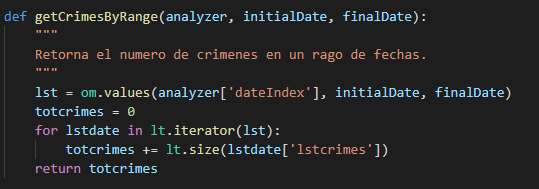 def getCrimesByRange(analyzer, initialDate, finalDate):
    """
    Retorna el numero de crimenes en un rago de fechas.
    """
    lst = om.values(analyzer['dateIndex'], initialDate, finalDate)
    totcrimes = 0
    for lstdate in lt.iterator(lst):
        totcrimes += lt.size(lstdate['lstcrimes'])
    return totcrimes